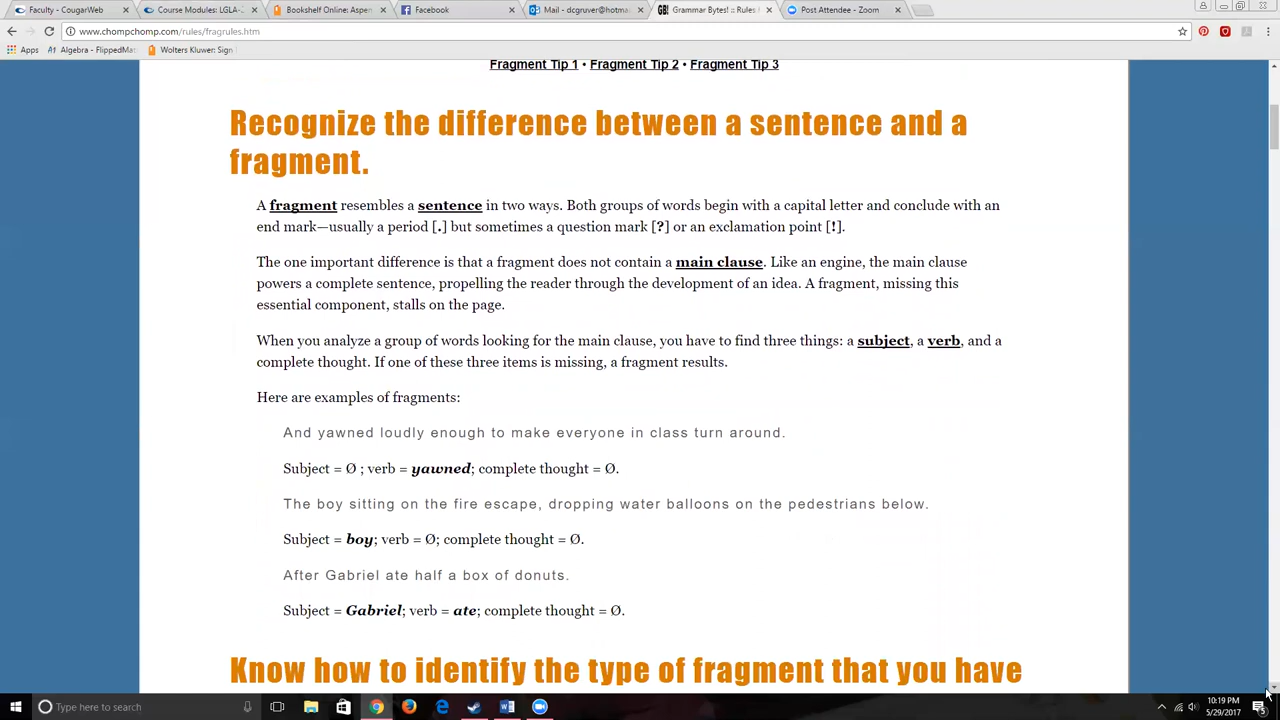 Faculty - CougarWeb
Course Modules: LGLA-
Bookshelf Online: Aspen
Facebook
Mail - dcgruver@hotma
Grammar Bytes! :: Rules
Post Attendee - Zoom
www.chompchomp.com/rules/fragrules.htm
Apps
Algebra - FlippedMat
Wolters Kluwer: Sign
Fragment Tip 1 • Fragment Tip 2 • Fragment Tip 3
Recognize the difference between a sentence and a
fragment.
A fragment resembles a sentence in two ways. Both groups of words begin with a capital letter and conclude with an
end mark—usually a period [.] but sometimes a question mark [?] or an exclamation point [!].
The one important difference is that a fragment does not contain a main clause. Like an engine, the main clause
powers a complete sentence, propelling the reader through the development of an idea. A fragment, missing this
essential component, stalls on the page.
When you analyze a group of words looking for the main clause, you have to find three things: a subject, a verb, and a
complete thought. If one of these three items is missing, a fragment results.
Here are examples of fragments:
And yawned loudly enough to make everyone in class turn around.
Subject = Ø ; verb = yawned; complete thought = Ø.
The boy sitting on the fire escape, dropping water balloons on the pedestrians below.
Subject = boy; verb = Ø; complete thought = Ø.
After Gabriel ate half a box of donuts.
Subject = Gabriel; verb = ate; complete thought = Ø.
Know how to identify the type of fragment that you have
Type here to search
10:19 PM
5/29/2017